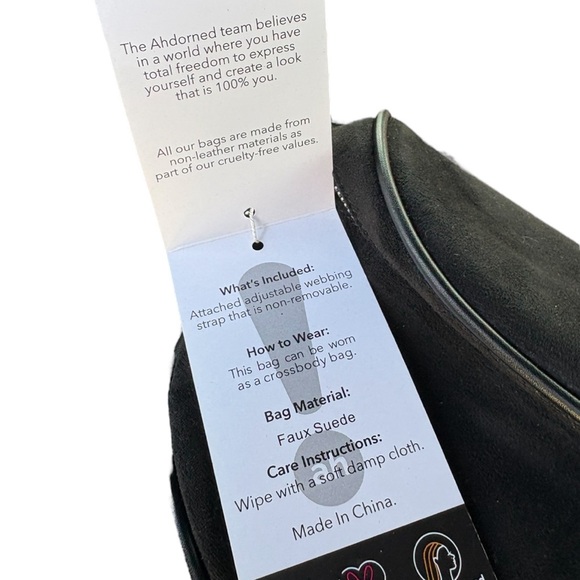 The Ahdorned team believes
in a world where you have
total freedom to express
yourself and create a look
that is 100% you.
All our bags are made from
non-leather materials as
part of our cruelty-free values.
What's Included:
Attached adjustable webbing
strap that is non-removable.
How to Wear:
This bag can be worn
as a crossbody bag.
Bag Material:
Faux Suede
Care Instructions:
ah
Wipe with a soft damp cloth.
Made In China.